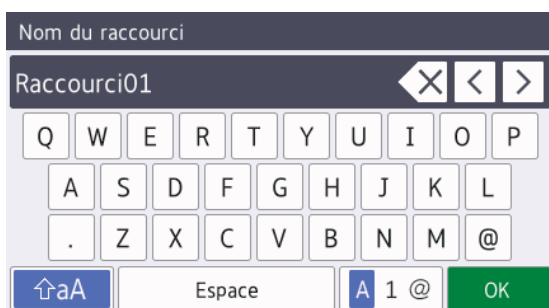 Nom du raccourci
Raccourci01
Q W E R T Y U I O P
A S D F G H J K L
. Z X C V B N M @
aA Espace A 1 @ OK